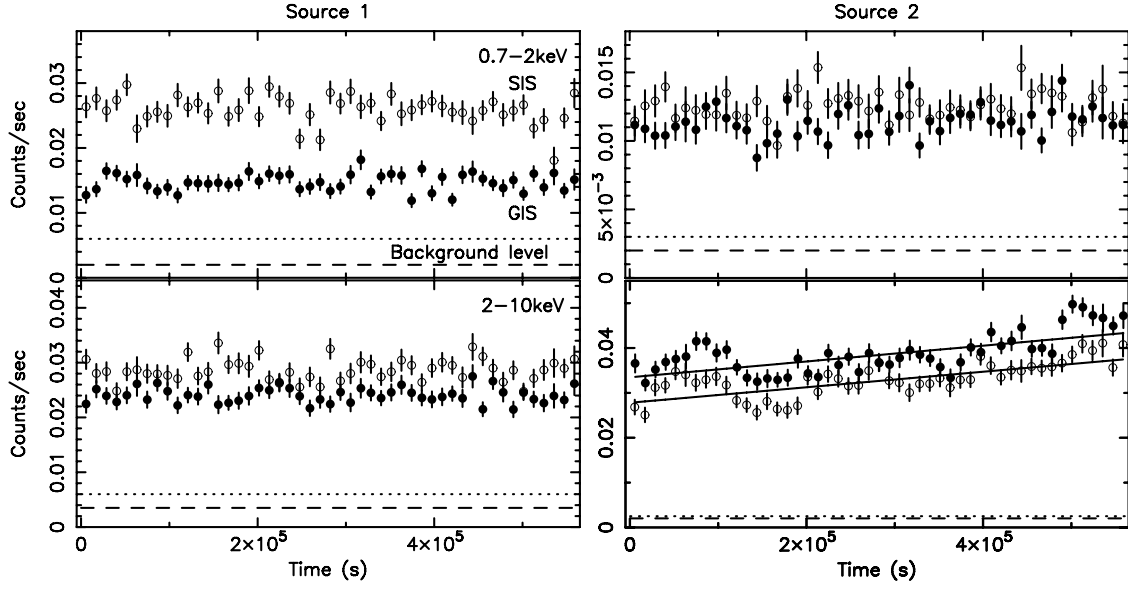 Source 1
Source 2
Counts/sec
0.7−2keV
SIS
GIS
Background level
0.03
0.02
0.01
0
0.015
0.01
5×10⁻³
0
Counts/sec
2−10keV
0.04
0.03
0.02
0.01
0
0.04
0.02
0
0
2×10⁵
4×10⁵
0
2×10⁵
4×10⁵
Time (s)
Time (s)